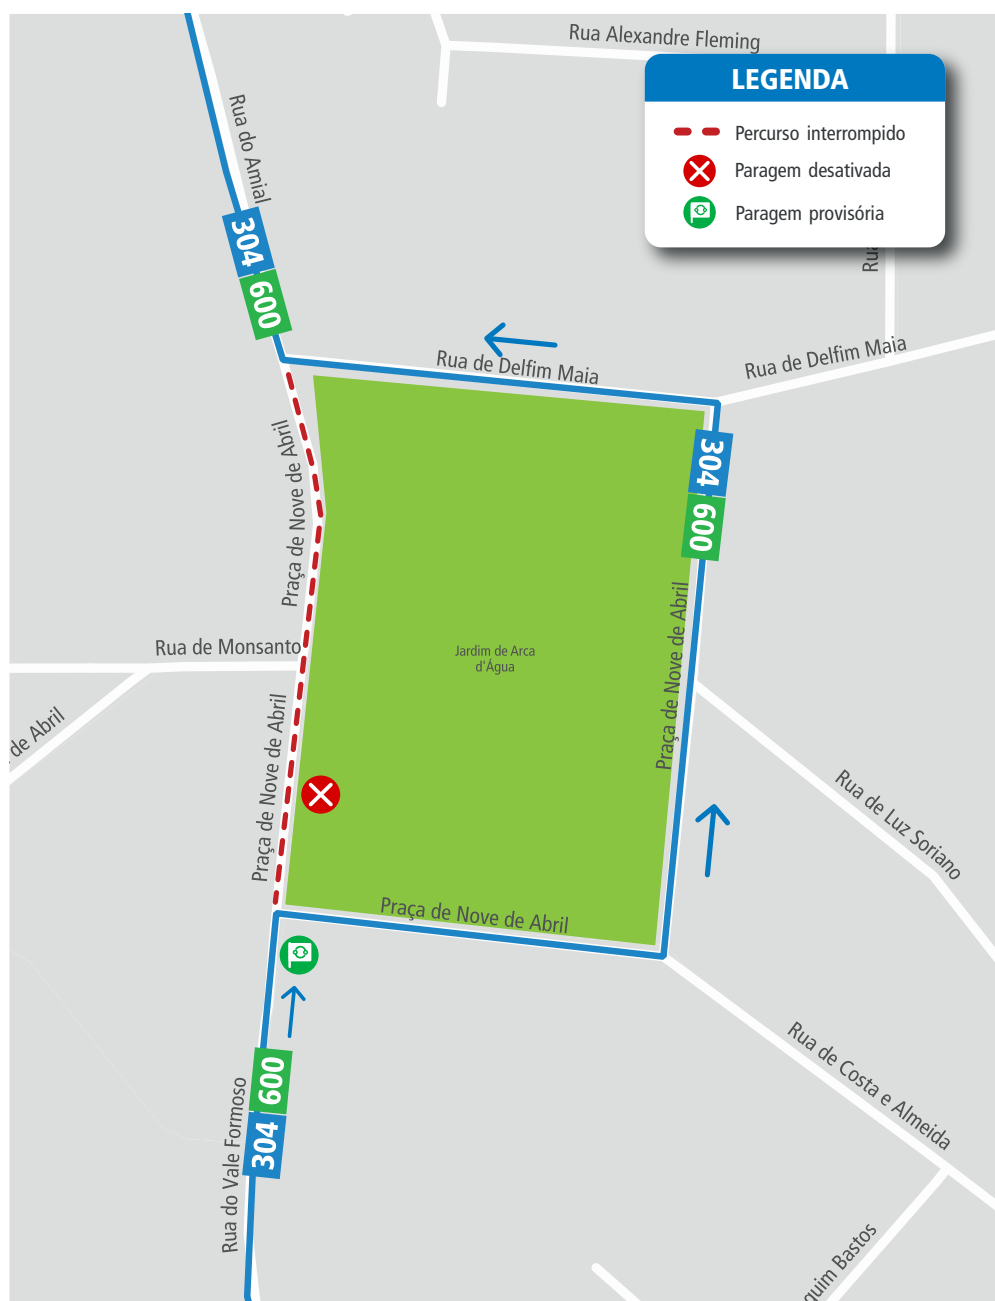 Rua Alexandre Fleming
LEGENDA
Percurso interrompido
Paragem desativada
Paragem provisória
Rua do Amial
304
600
Rua de Delfim Maia
Rua de Delfim Maia
304
600
Praça de Nove de Abril
Praça de Nove de Abril
Rua de Monsanto
Jardim de Arca
d'Água
Praça de Nove de Abril
de Abril
Rua de Luz Soriano
Praça de Nove de Abril
Rua de Costa e Almeida
600
304
Rua do Vale Formoso
Bastos